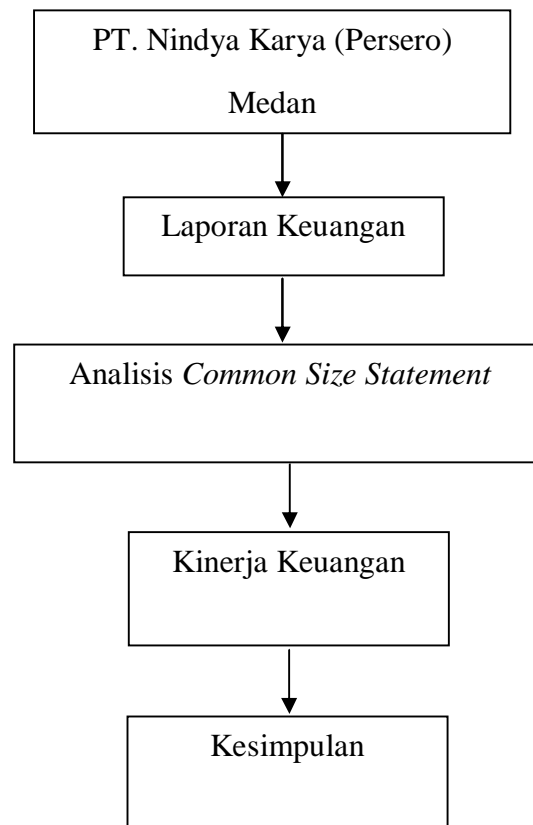 PT. Nindya Karya (Persero)
Medan
Laporan Keuangan
Analisis Common Size Statement
Kinerja Keuangan
Kesimpulan